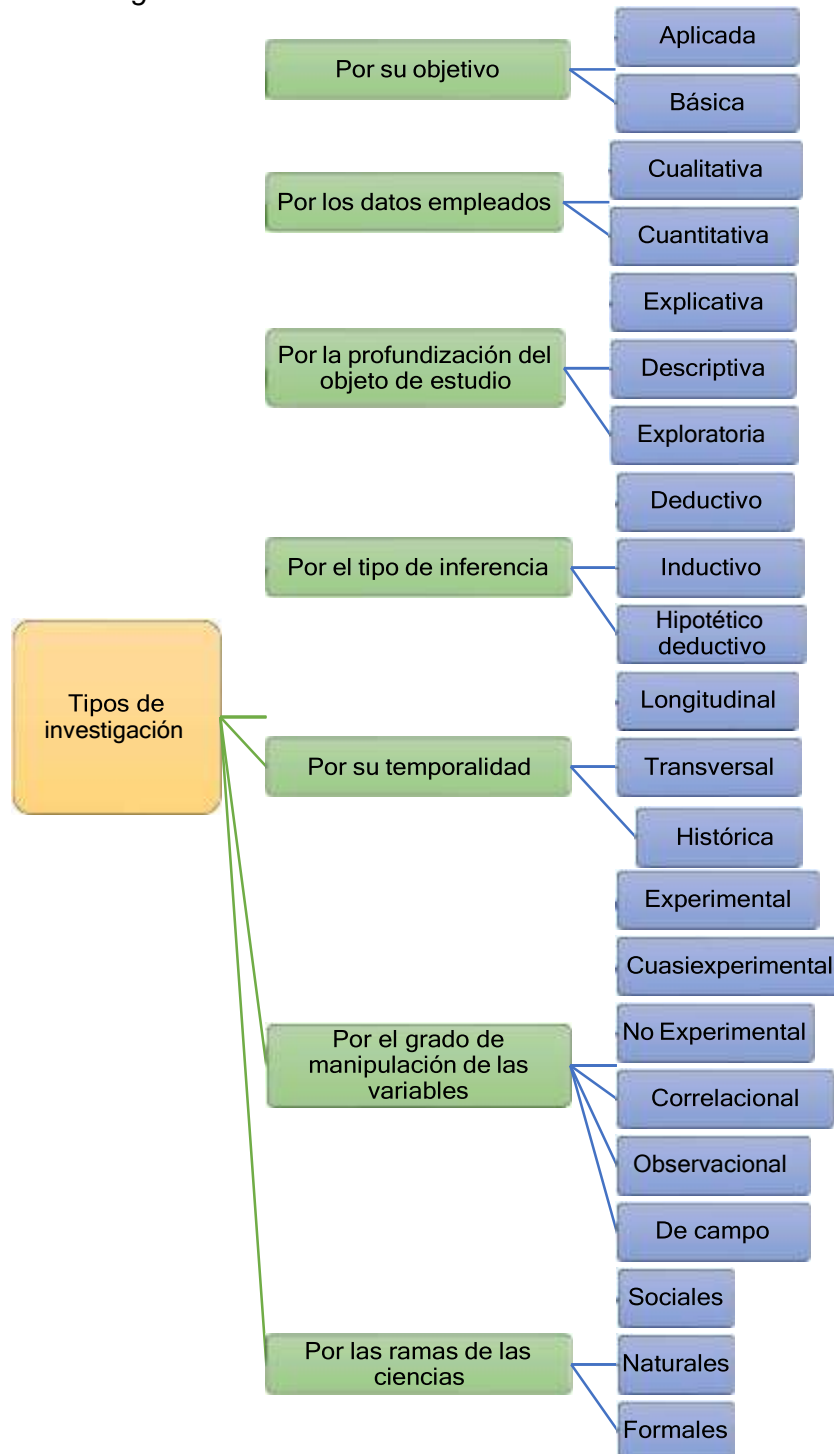 Aplicada
Por su objetivo
Básica
Cualitativa
Por los datos empleados
Cuantitativa
Explicativa
Por la profundización del
objeto de estudio
Descriptiva
Exploratoria
Deductivo
Por el tipo de inferencia
Inductivo
Hipotético
deductivo
Tipos de
investigación
Longitudinal
Por su temporalidad
Transversal
Histórica
Experimental
Cuasiexperimental
Por el grado de
manipulación de las
variables
No Experimental
Correlacional
Observacional
De campo
Sociales
Por las ramas de las
ciencias
Naturales
Formales